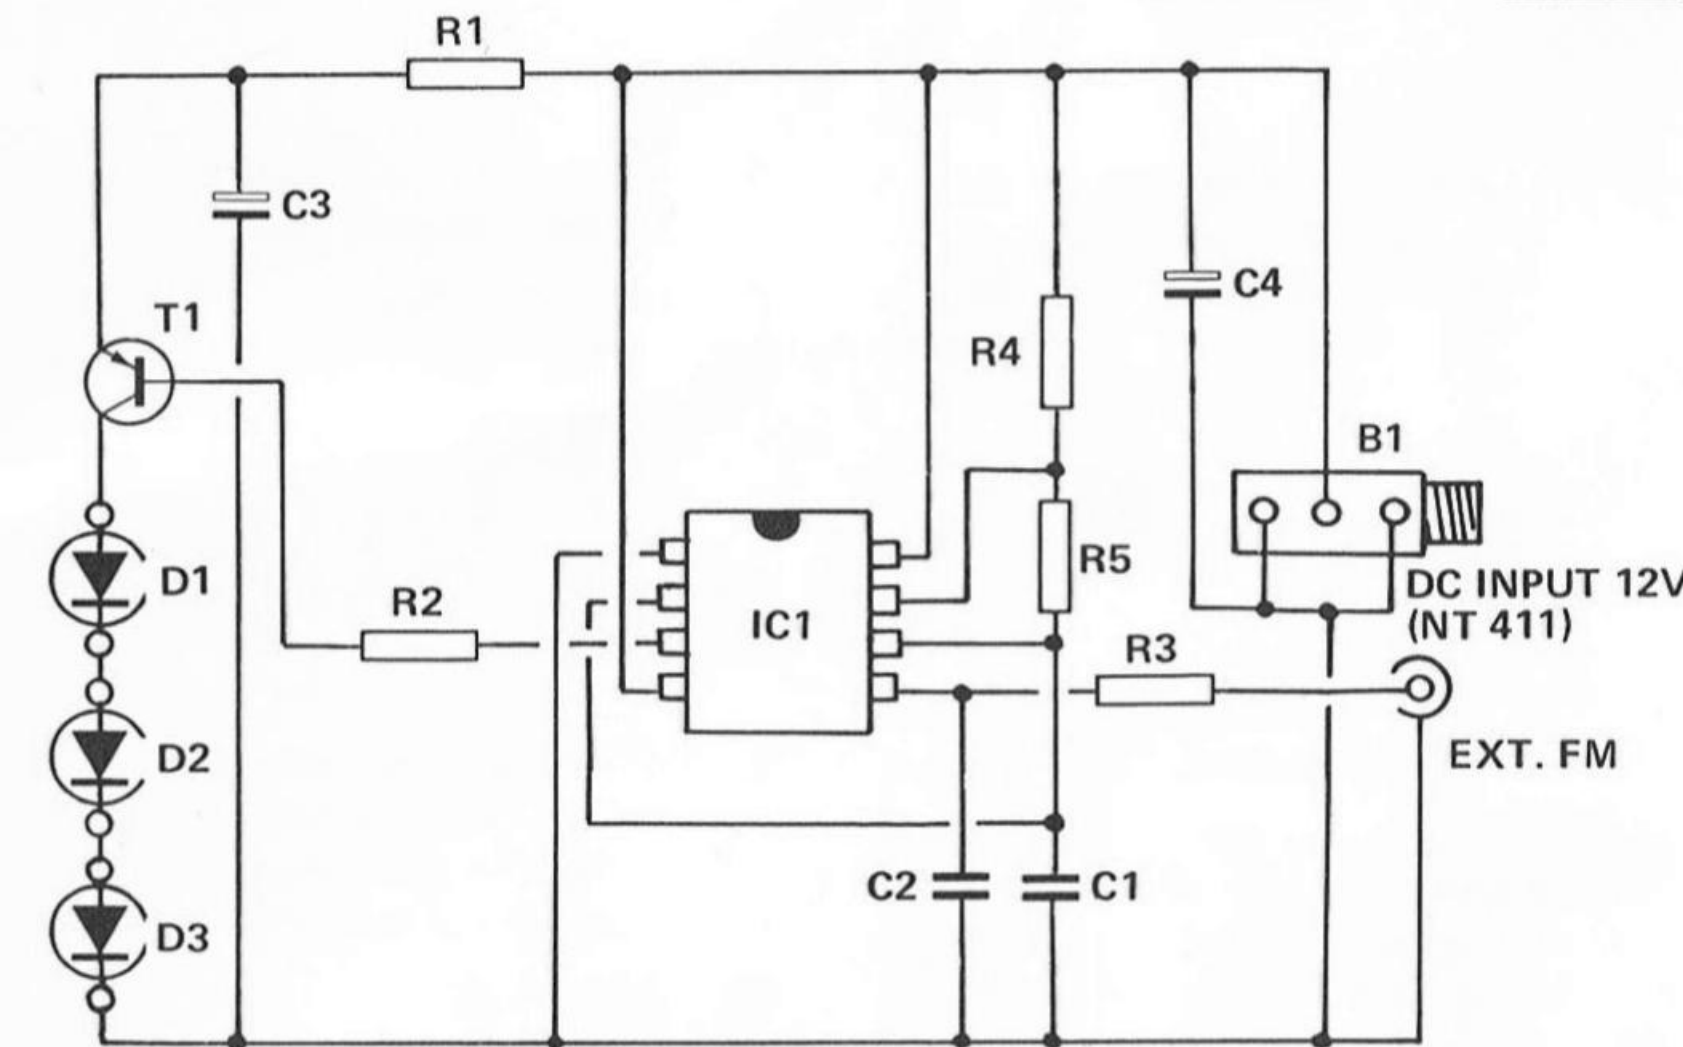 R1
C3
T1
C4
R4
B1
R5
D1
R2
IC1
DC INPUT 12V
(NT 411)
R3
D2
EXT. FM
C2
C1
D3